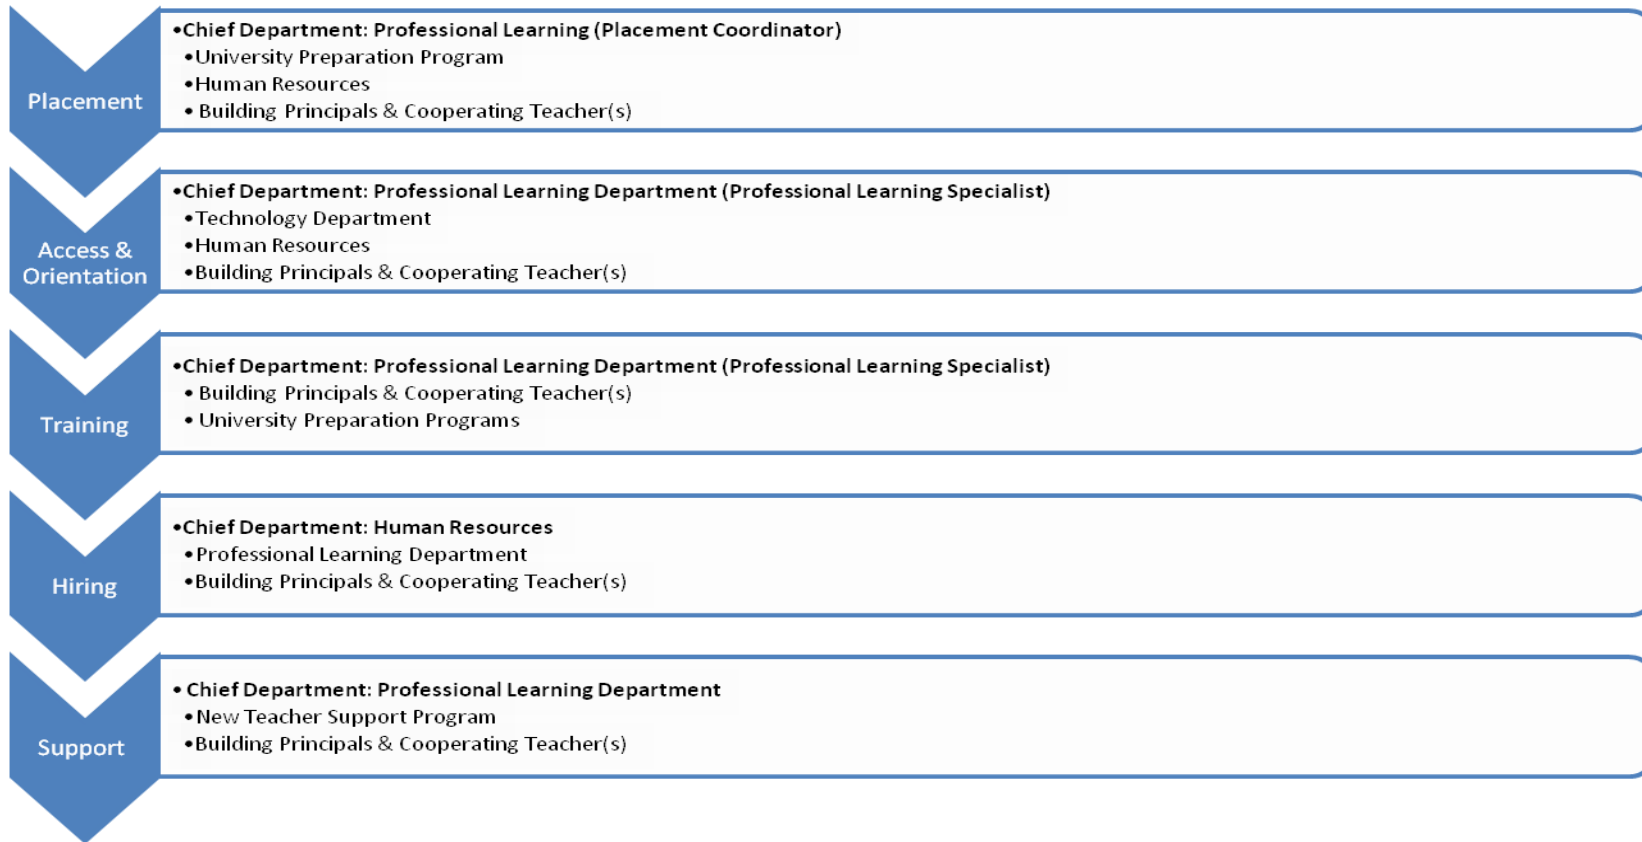 Placement
•Chief Department: Professional Learning (Placement Coordinator)
•University Preparation Program
•Human Resources
• Building Principals & Cooperating Teacher(s)
Access &
Orientation
•Chief Department: Professional Learning Department (Professional Learning Specialist)
•Technology Department
•Human Resources
•Building Principals & Cooperating Teacher(s)
Training
•Chief Department: Professional Learning Department (Professional Learning Specialist)
• Building Principals & Cooperating Teacher(s)
• University Preparation Programs
Hiring
•Chief Department: Human Resources
•Professional Learning Department
•Building Principals & Cooperating Teacher(s)
Support
• Chief Department: Professional Learning Department
•New Teacher Support Program
•Building Principals & Cooperating Teacher(s)